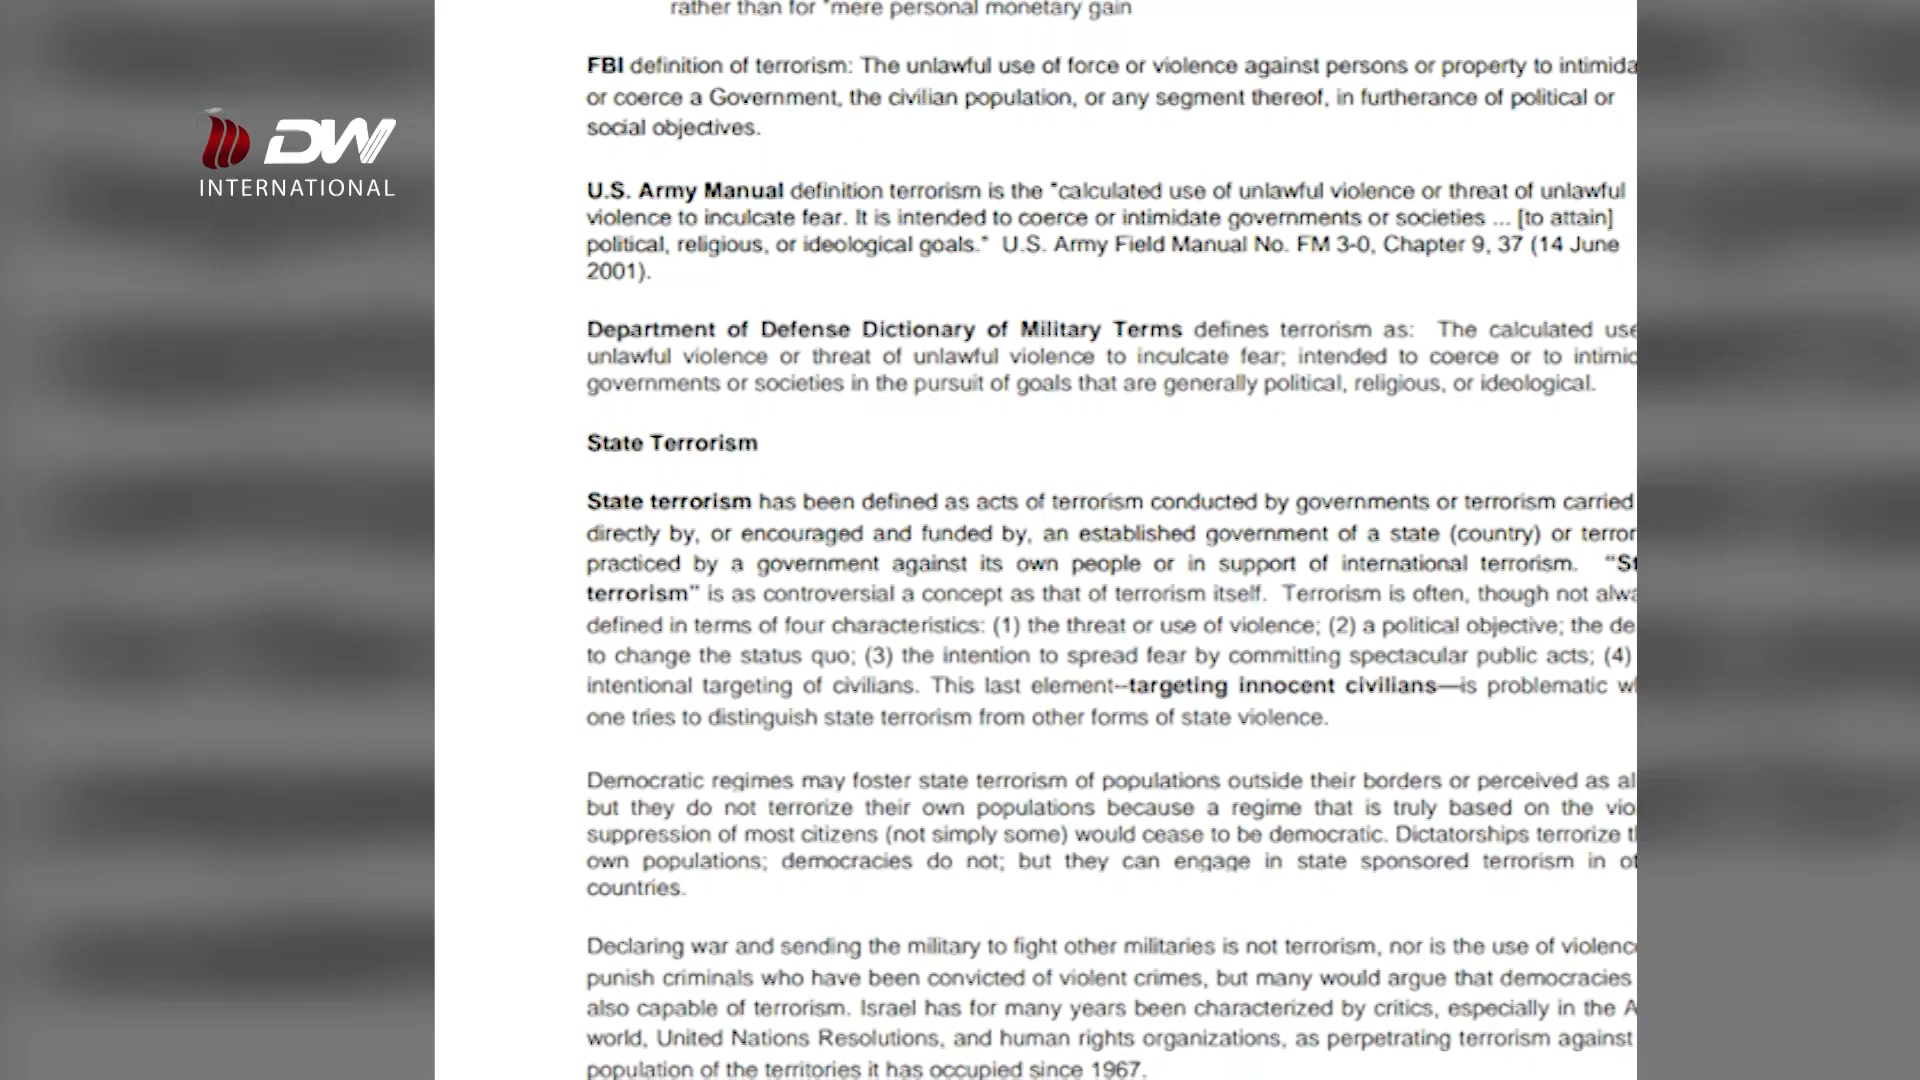 rather than for "mere personal monetary gain
FBI definition of terrorism: The unlawful use of force or violence against persons or property to intimida
or coerce a Government, the civilian population, or any segment thereof, in furtherance of political or
social objectives.
DW
INTERNATIONAL
U.S. Army Manual definition terrorism is the "calculated use of unlawful violence or threat of unlawful
violence to inculcate fear. It is intended to coerce or intimidate governments or societies ... [to attain]
political, religious, or ideological goals." U.S. Army Field Manual No. FM 3-0, Chapter 9, 37 (14 June
2001).
Department of Defense Dictionary of Military Terms defines terrorism as: The calculated use
unlawful violence or threat of unlawful violence to inculcate fear; intended to coerce or to intimid
governments or societies in the pursuit of goals that are generally political, religious, or ideological.
State Terrorism
State terrorism has been defined as acts of terrorism conducted by governments or terrorism carried
directly by, or encouraged and funded by, an established government of a state (country) or terror
practiced by a government against its own people or in support of international terrorism. "St
terrorism" is as controversial a concept as that of terrorism itself. Terrorism is often, though not alwa
defined in terms of four characteristics: (1) the threat or use of violence; (2) a political objective; the de
to change the status quo; (3) the intention to spread fear by committing spectacular public acts; (4)
intentional targeting of civilians. This last element--targeting innocent civilians—is problematic wh
one tries to distinguish state terrorism from other forms of state violence.
Democratic regimes may foster state terrorism of populations outside their borders or perceived as al
but they do not terrorize their own populations because a regime that is truly based on the vio
suppression of most citizens (not simply some) would cease to be democratic. Dictatorships terrorize th
own populations; democracies do not; but they can engage in state sponsored terrorism in ot
countries.
Declaring war and sending the military to fight other militaries is not terrorism, nor is the use of violenc
punish criminals who have been convicted of violent crimes, but many would argue that democracies
also capable of terrorism. Israel has for many years been characterized by critics, especially in the A
world, United Nations Resolutions, and human rights organizations, as perpetrating terrorism against
population of the territories it has occupied since 1967.